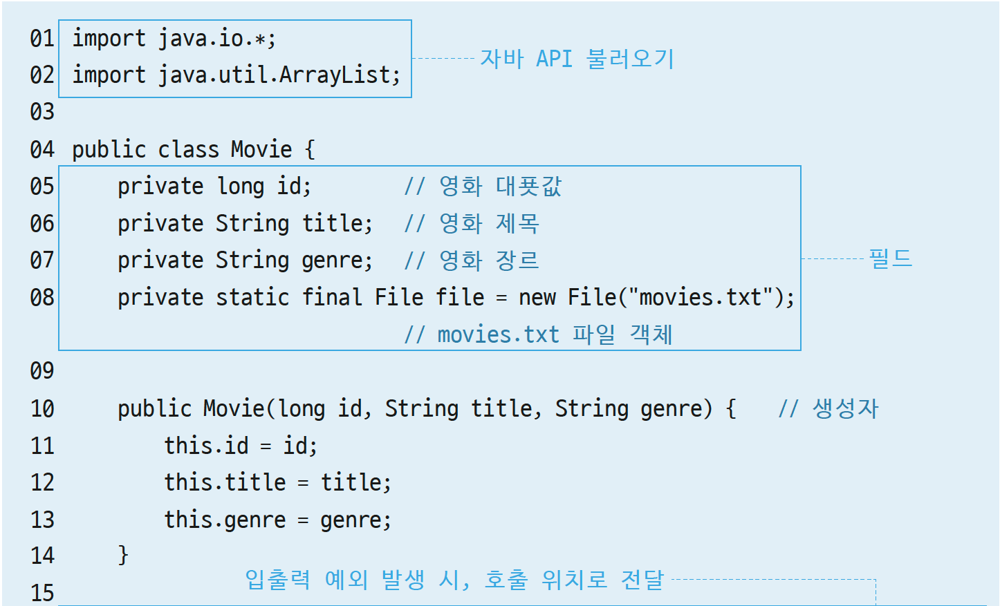 01 import java.io.*;
02 import java.util.ArrayList;
자바 API 불러오기
03
04 public class Movie {
05 private long id; // 영화 대푯값
06 private String title; // 영화 제목
07 private String genre; // 영화 장르
필드
08 private static final File file = new File("movies.txt");
// movies.txt 파일 객체
09
10 public Movie(long id, String title, String genre) { // 생성자
11 this.id = id;
12 this.title = title;
13 this.genre = genre;
14 }
입출력 예외 발생 시, 호출 위치로 전달
15